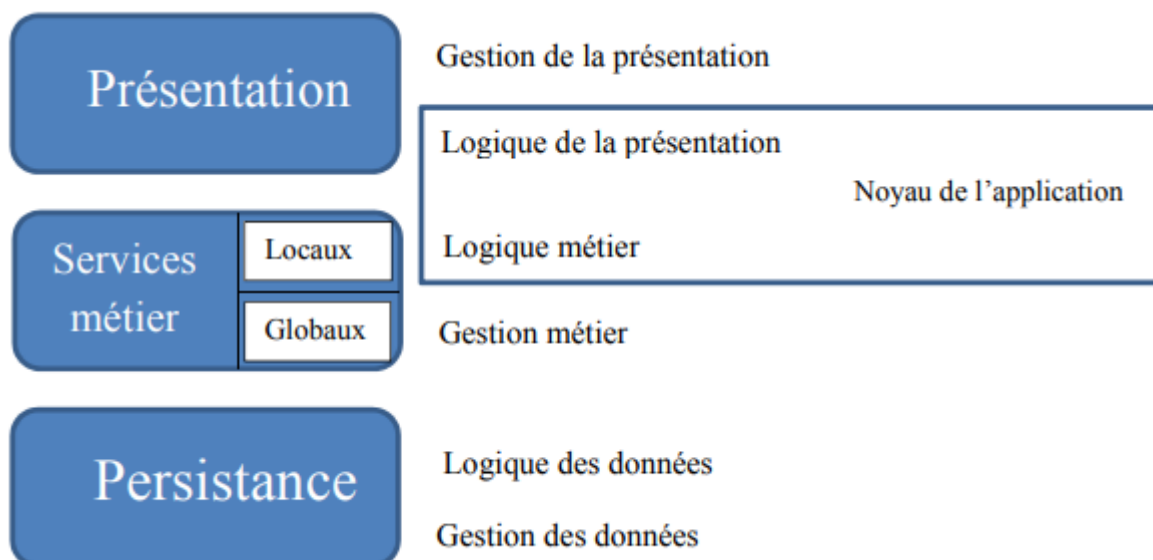 Présentation
Gestion de la présentation
Logique de la présentation
Noyau de l'application
Services
métier
Locaux
Globaux
Logique métier
Gestion métier
Persistance
Logique des données
Gestion des données